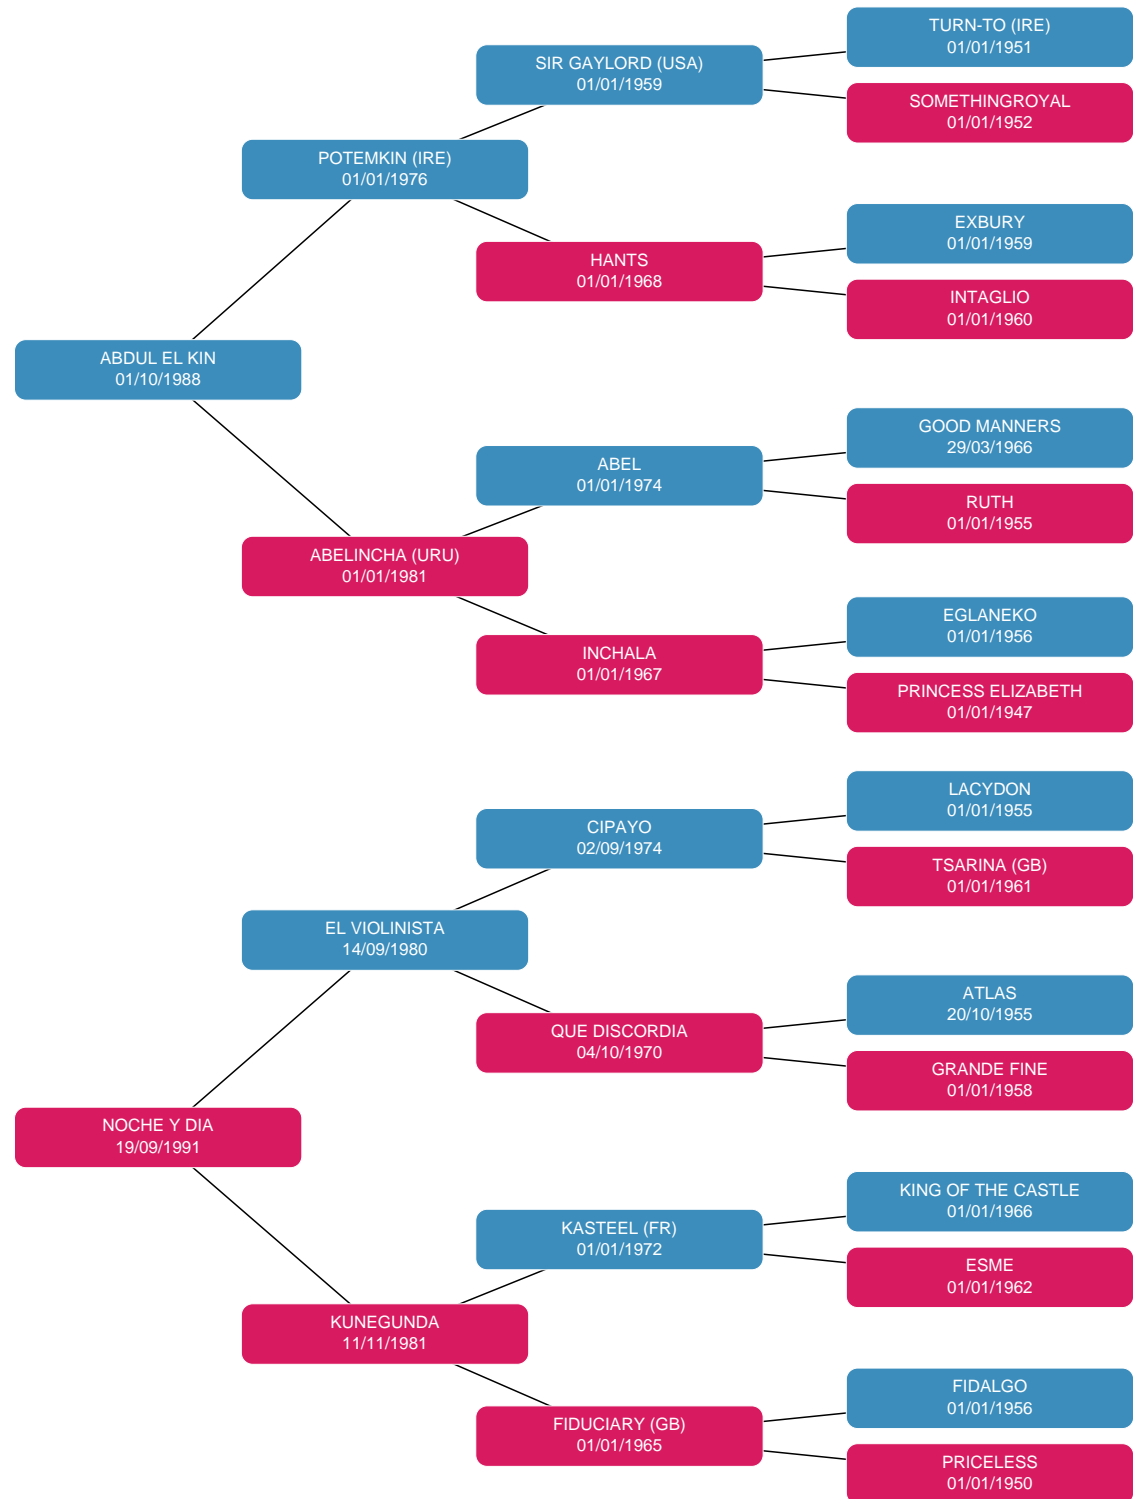 TURN-TO (IRE)
01/01/1951
SIR GAYLORD (USA)
01/01/1959
SOMETHINGROYAL
01/01/1952
POTEMKIN (IRE)
01/01/1976
EXBURY
01/01/1959
HANTS
01/01/1968
INTAGLIO
01/01/1960
ABDUL EL KIN
01/10/1988
GOOD MANNERS
29/03/1966
ABEL
01/01/1974
RUTH
01/01/1955
ABELINCHA (URU)
01/01/1981
EGLANEKO
01/01/1956
INCHALA
01/01/1967
PRINCESS ELIZABETH
01/01/1947
LACYDON
01/01/1955
CIPAYO
02/09/1974
TSARINA (GB)
01/01/1961
EL VIOLINISTA
14/09/1980
ATLAS
20/10/1955
QUE DISCORDIA
04/10/1970
GRANDE FINE
01/01/1958
NOCHE Y DIA
19/09/1991
KING OF THE CASTLE
01/01/1966
KASTEEL (FR)
01/01/1972
ESME
01/01/1962
KUNEGUNDA
11/11/1981
FIDALGO
01/01/1956
FIDUCIARY (GB)
01/01/1965
PRICELESS
01/01/1950